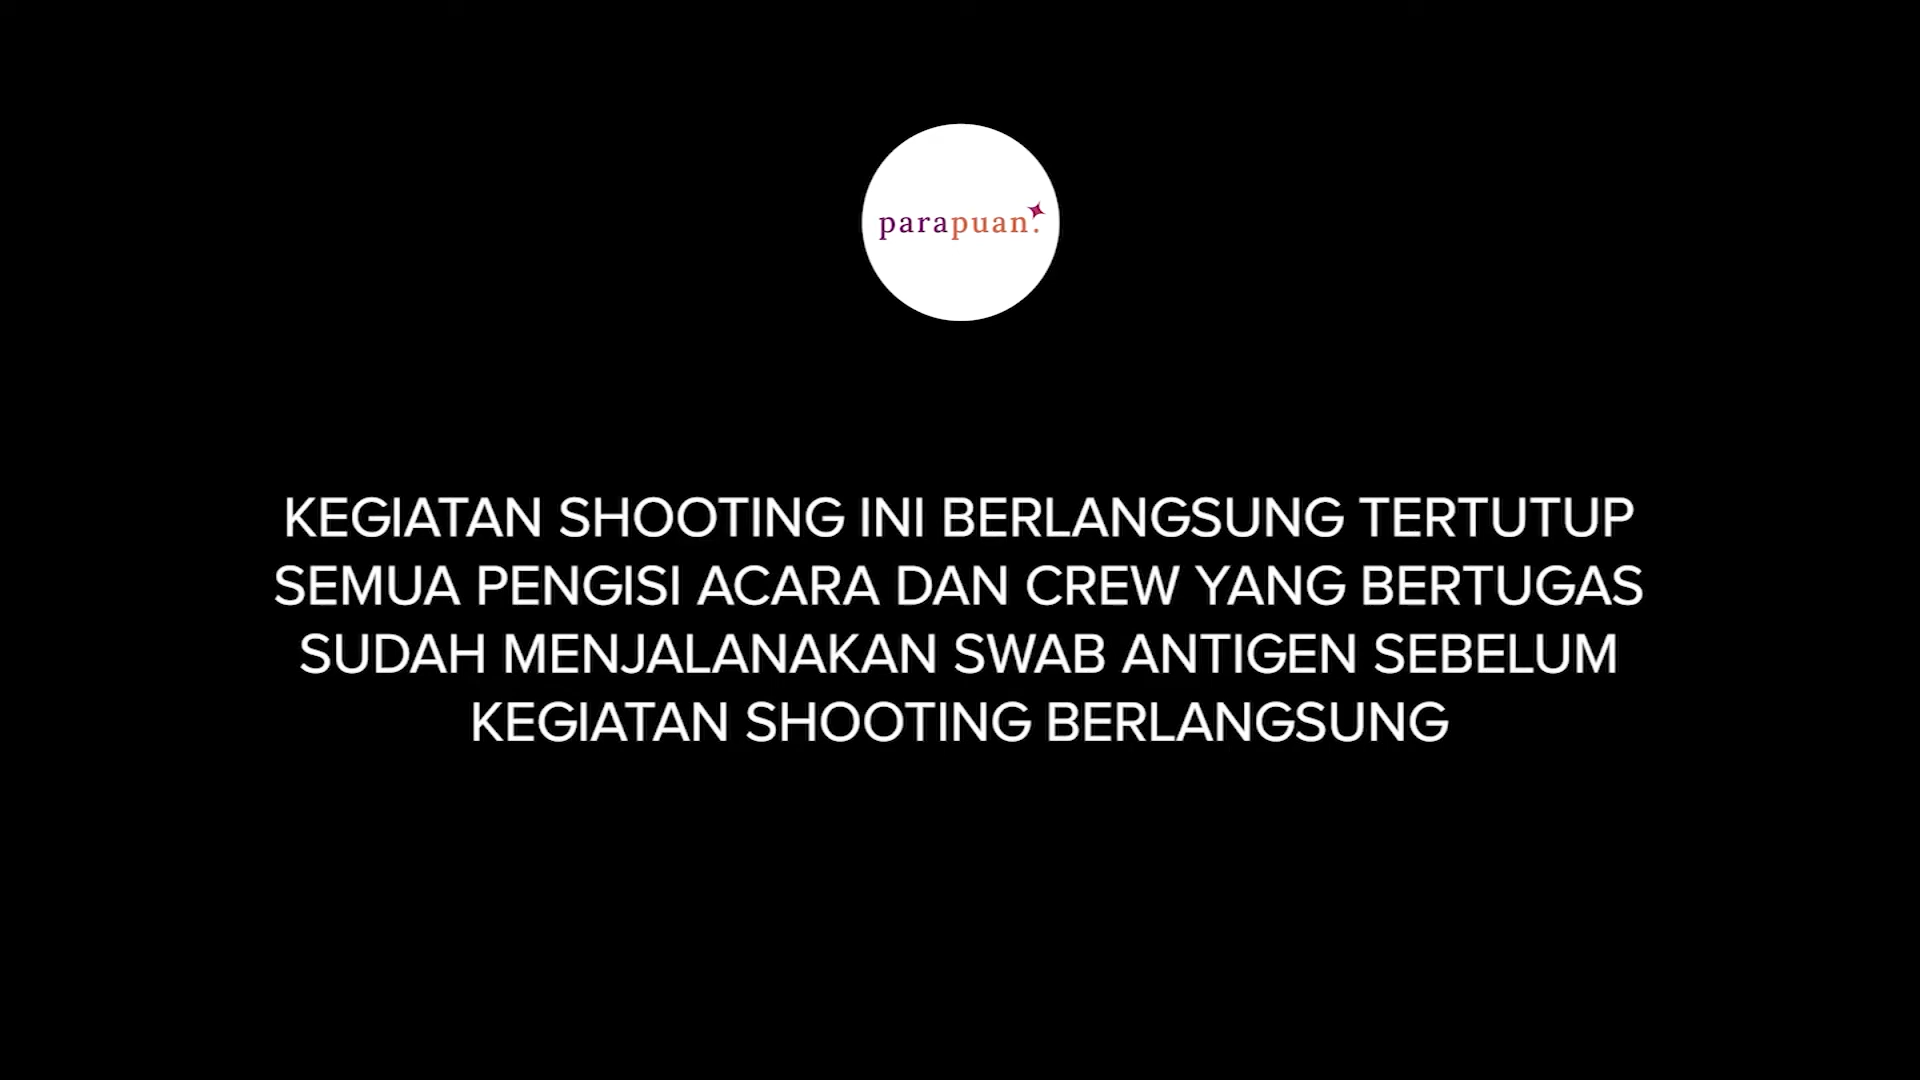 parapuan.
KEGIATAN SHOOTING INI BERLANGSUNG TERTUTUP
SEMUA PENGISI ACARA DAN CREW YANG BERTUGAS
SUDAH MENJALANAKAN SWAB ANTIGEN SEBELUM
KEGIATAN SHOOTING BERLANGSUNG